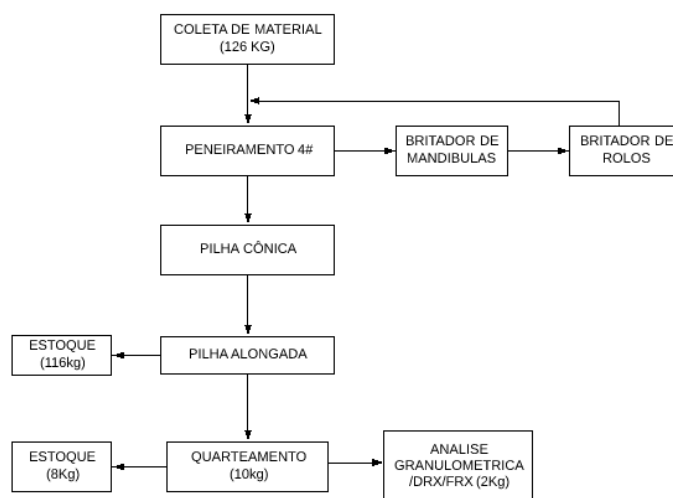 COLETA DE MATERIAL
(126 KG)
PENEIRAMENTO 4#
BRITADOR DE
MANDIBULAS
BRITADOR DE
ROLOS
PILHA CÔNICA
ESTOQUE
(116kg)
PILHA ALONGADA
ESTOQUE
(8Kg)
QUARTEAMENTO
(10kg)
ANALISE
GRANULOMETRICA
/DRX/FRX (2Kg)